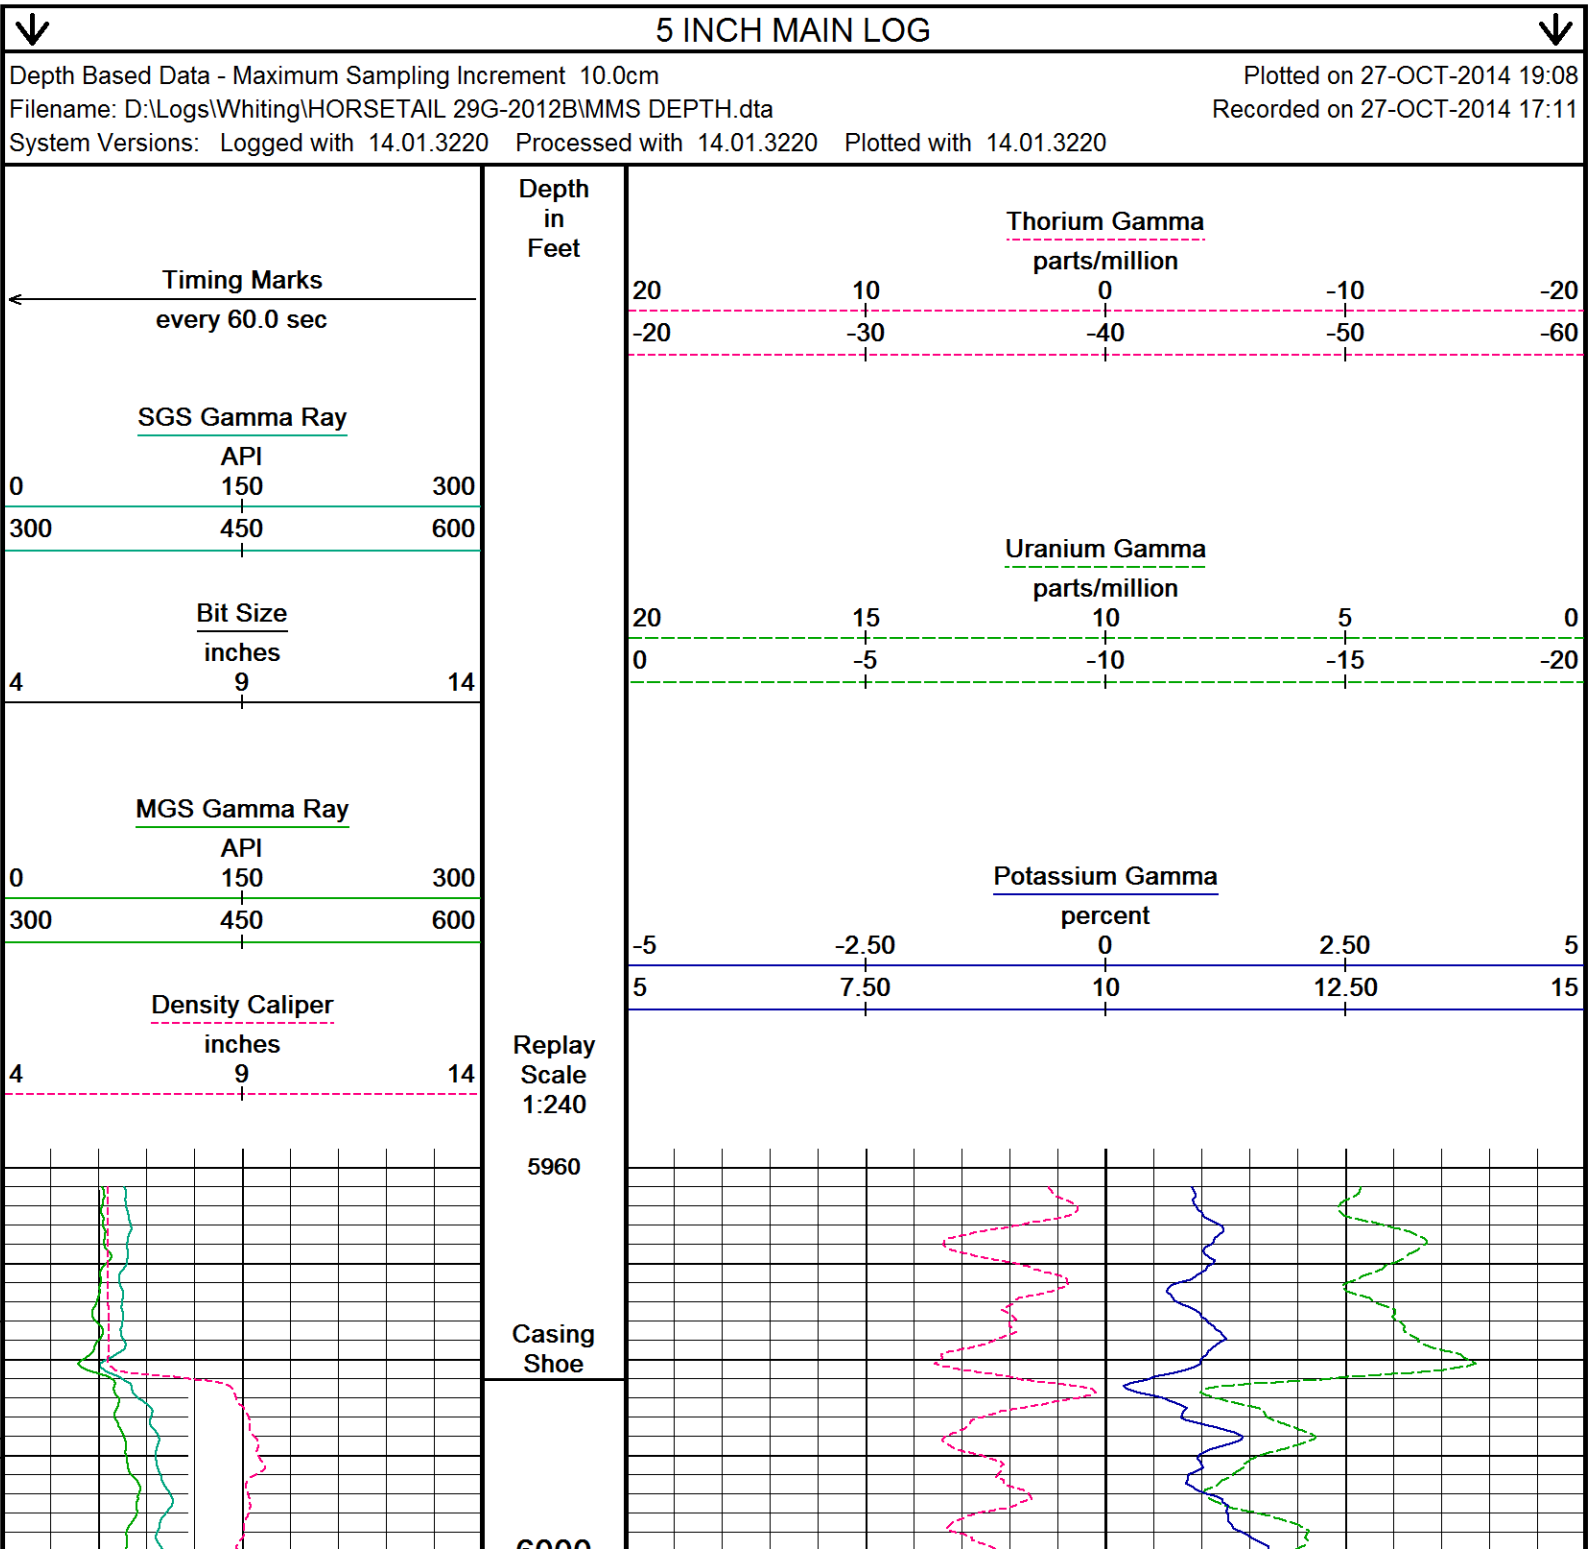 5 INCH MAIN LOG
Depth Based Data - Maximum Sampling Increment 10.0cm
Plotted on 27-OCT-2014 19:08
Filename: D:\Logs\Whiting\HORSETAIL 29G-2012B\MMS DEPTH.dta
Recorded on 27-OCT-2014 17:11
System Versions: Logged with 14.01.3220 Processed with 14.01.3220 Plotted with 14.01.3220
Timing Marks
every 60.0 sec
SGS Gamma Ray
API
0 150 300
300 450 600
Bit Size
inches
4 9 14
MGS Gamma Ray
API
0 150 300
300 450 600
Density Caliper
inches
4 9 14
Depth
in
Feet
Replay
Scale
1:240
5960
Casing
Shoe
6000
Thorium Gamma
parts/million
20 10 0 -10 -20
-20 -30 -40 -50 -60
Uranium Gamma
parts/million
20 15 10 5 0
0 -5 -10 -15 -20
Potassium Gamma
percent
-5 -2.50 0 2.50 5
5 7.50 10 12.50 15